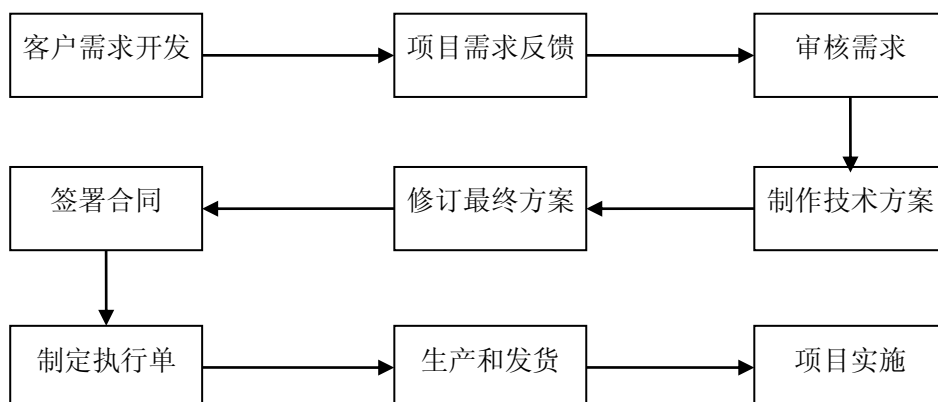 客户需求开发
项目需求反馈
审核需求
制作技术方案
修订最终方案
签署合同
制定执行单
生产和发货
项目实施